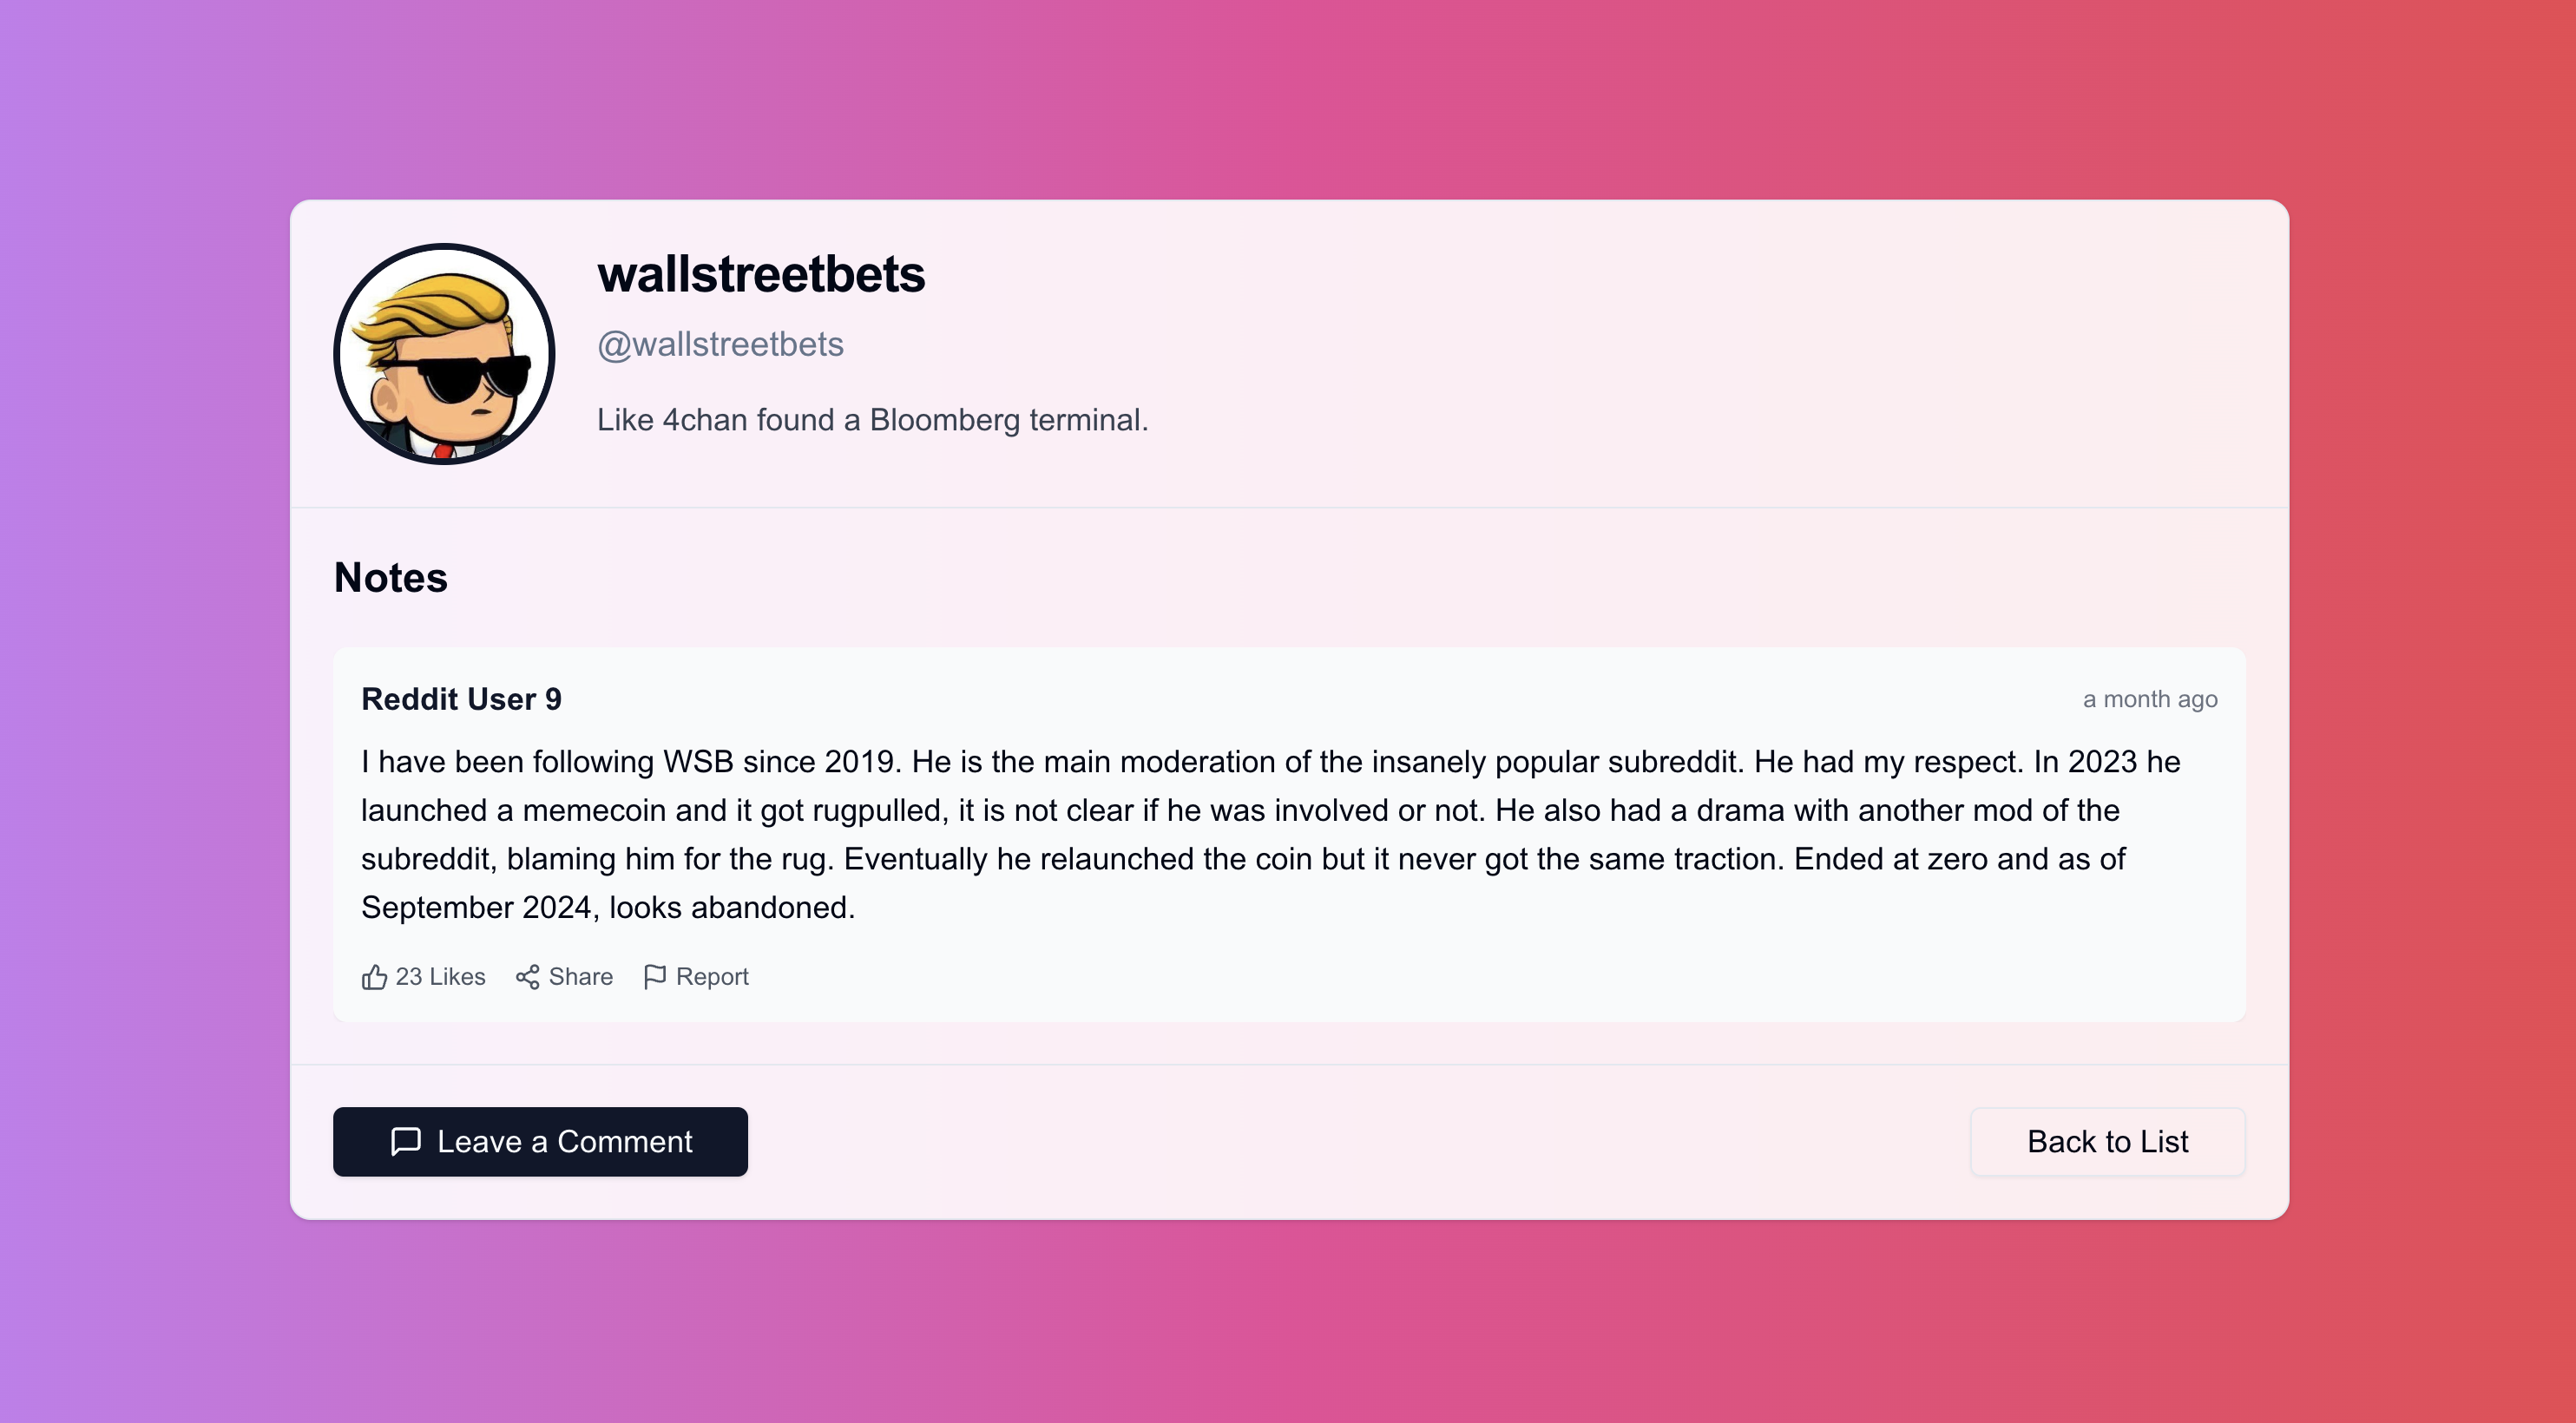 wallstreetbets
@wallstreetbets
Like 4chan found a Bloomberg terminal.
Notes
Reddit User 9
a month ago
I have been following WSB since 2019. He is the main moderation of the insanely popular subreddit. He had my respect. In 2023 he
launched a memecoin and it got rugpulled, it is not clear if he was involved or not. He also had a drama with another mod of the
subreddit, blaming him for the rug. Eventually he relaunched the coin but it never got the same traction. Ended at zero and as of
September 2024, looks abandoned.
23 Likes Share Report
Leave a Comment
Back to List